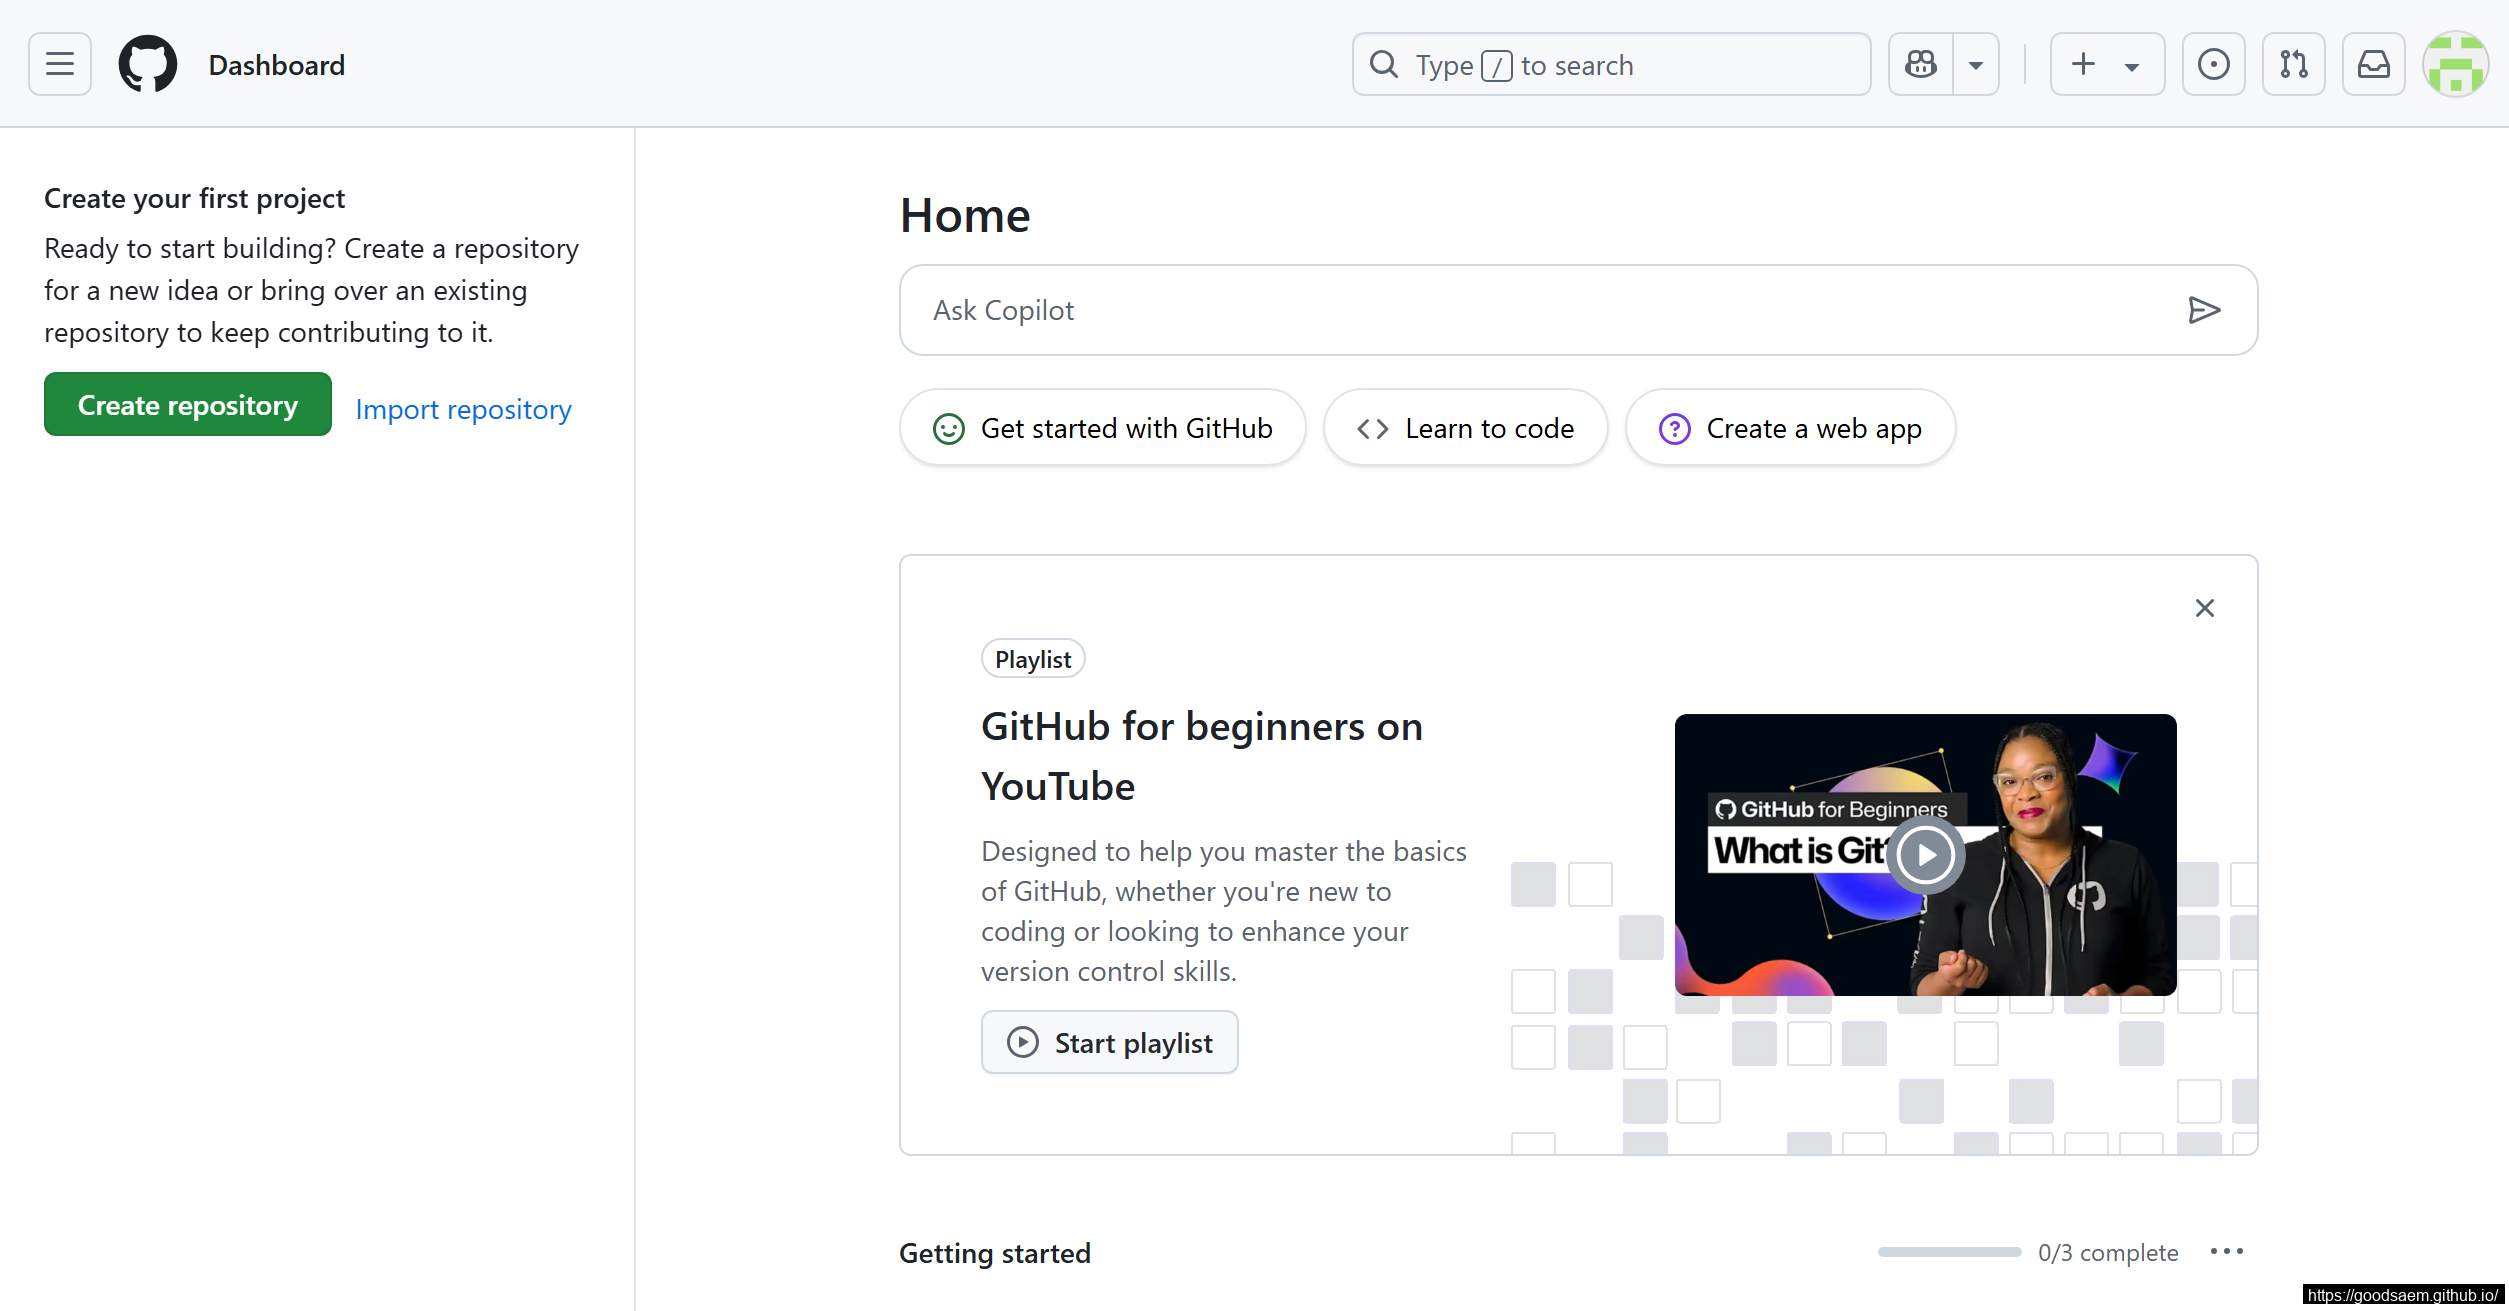 Dashboard
Type / to search
Create your first project
Ready to start building? Create a repository
for a new idea or bring over an existing
repository to keep contributing to it.
Create repository
Import repository
Home
Ask Copilot
Get started with GitHub
Learn to code
Create a web app
Playlist
GitHub for beginners on
YouTube
Designed to help you master the basics
of GitHub, whether you're new to
coding or looking to enhance your
version control skills.
Start playlist
GitHub for Beginners
What is Git?
Getting started
0/3 complete
https://goodsaem.github.io/